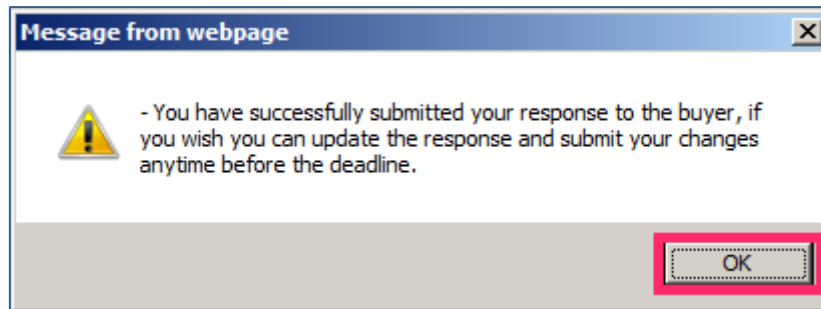 Message from webpage
- You have successfully submitted your response to the buyer, if
you wish you can update the response and submit your changes
anytime before the deadline.
OK